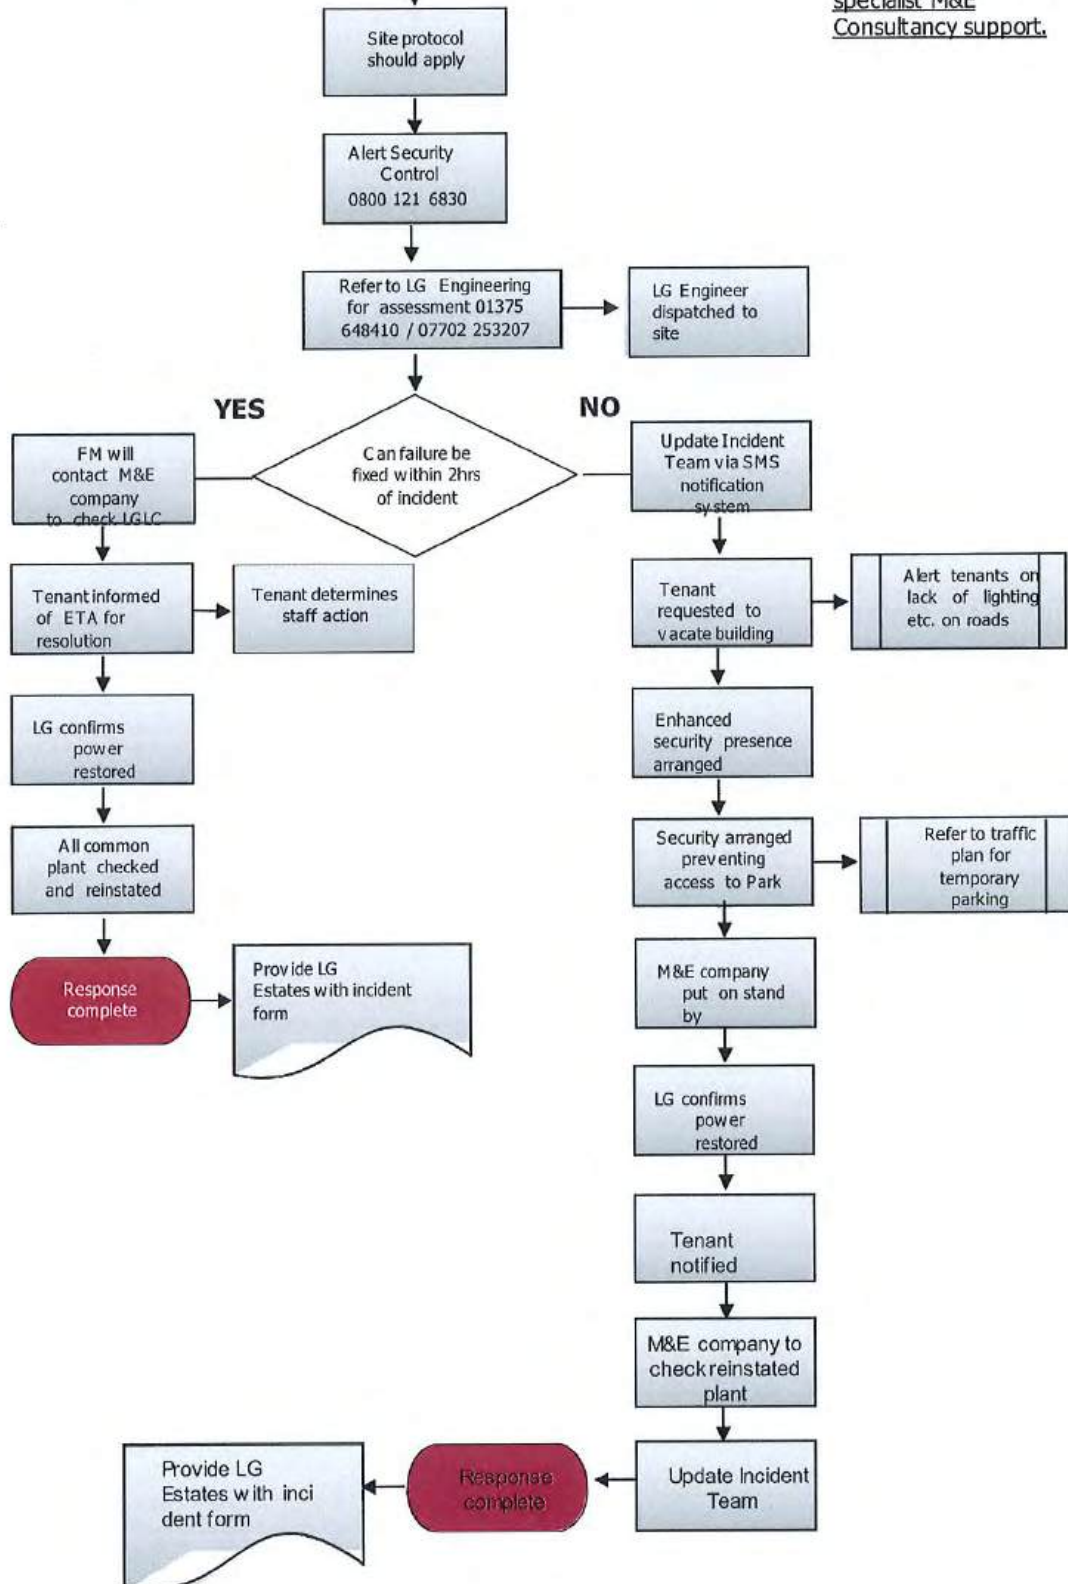 specialist M&E
Consultancy support.
Site protocol
should apply
Alert Security
Control
0800 121 6830
Refer to LG Engineering
for assessment 01375
648410 / 07702 253207
LG Engineer
dispatched to
site
YES
NO
Can failure be
fixed within 2hrs
of incident
FM will
contact M&E
company
to check LGLC
Tenant informed
of ETA for
resolution
Tenant determines
staff action
LG confirms
power
restored
All common
plant checked
and reinstated
Response
complete
Provide LG
Estates with incident
form
Update Incident
Team via SMS
notification
system
Tenant
requested to
vacate building
Alert tenants on
lack of lighting
etc. on roads
Enhanced
security presence
arranged
Security arranged
preventing
access to Park
Refer to traffic
plan for
temporary
parking
M&E company
put on stand
by
LG confirms
power
restored
Tenant
notified
M&E company to
check reinstated
plant
Update Incident
Team
Response
complete
Provide LG
Estates with inci
dent form